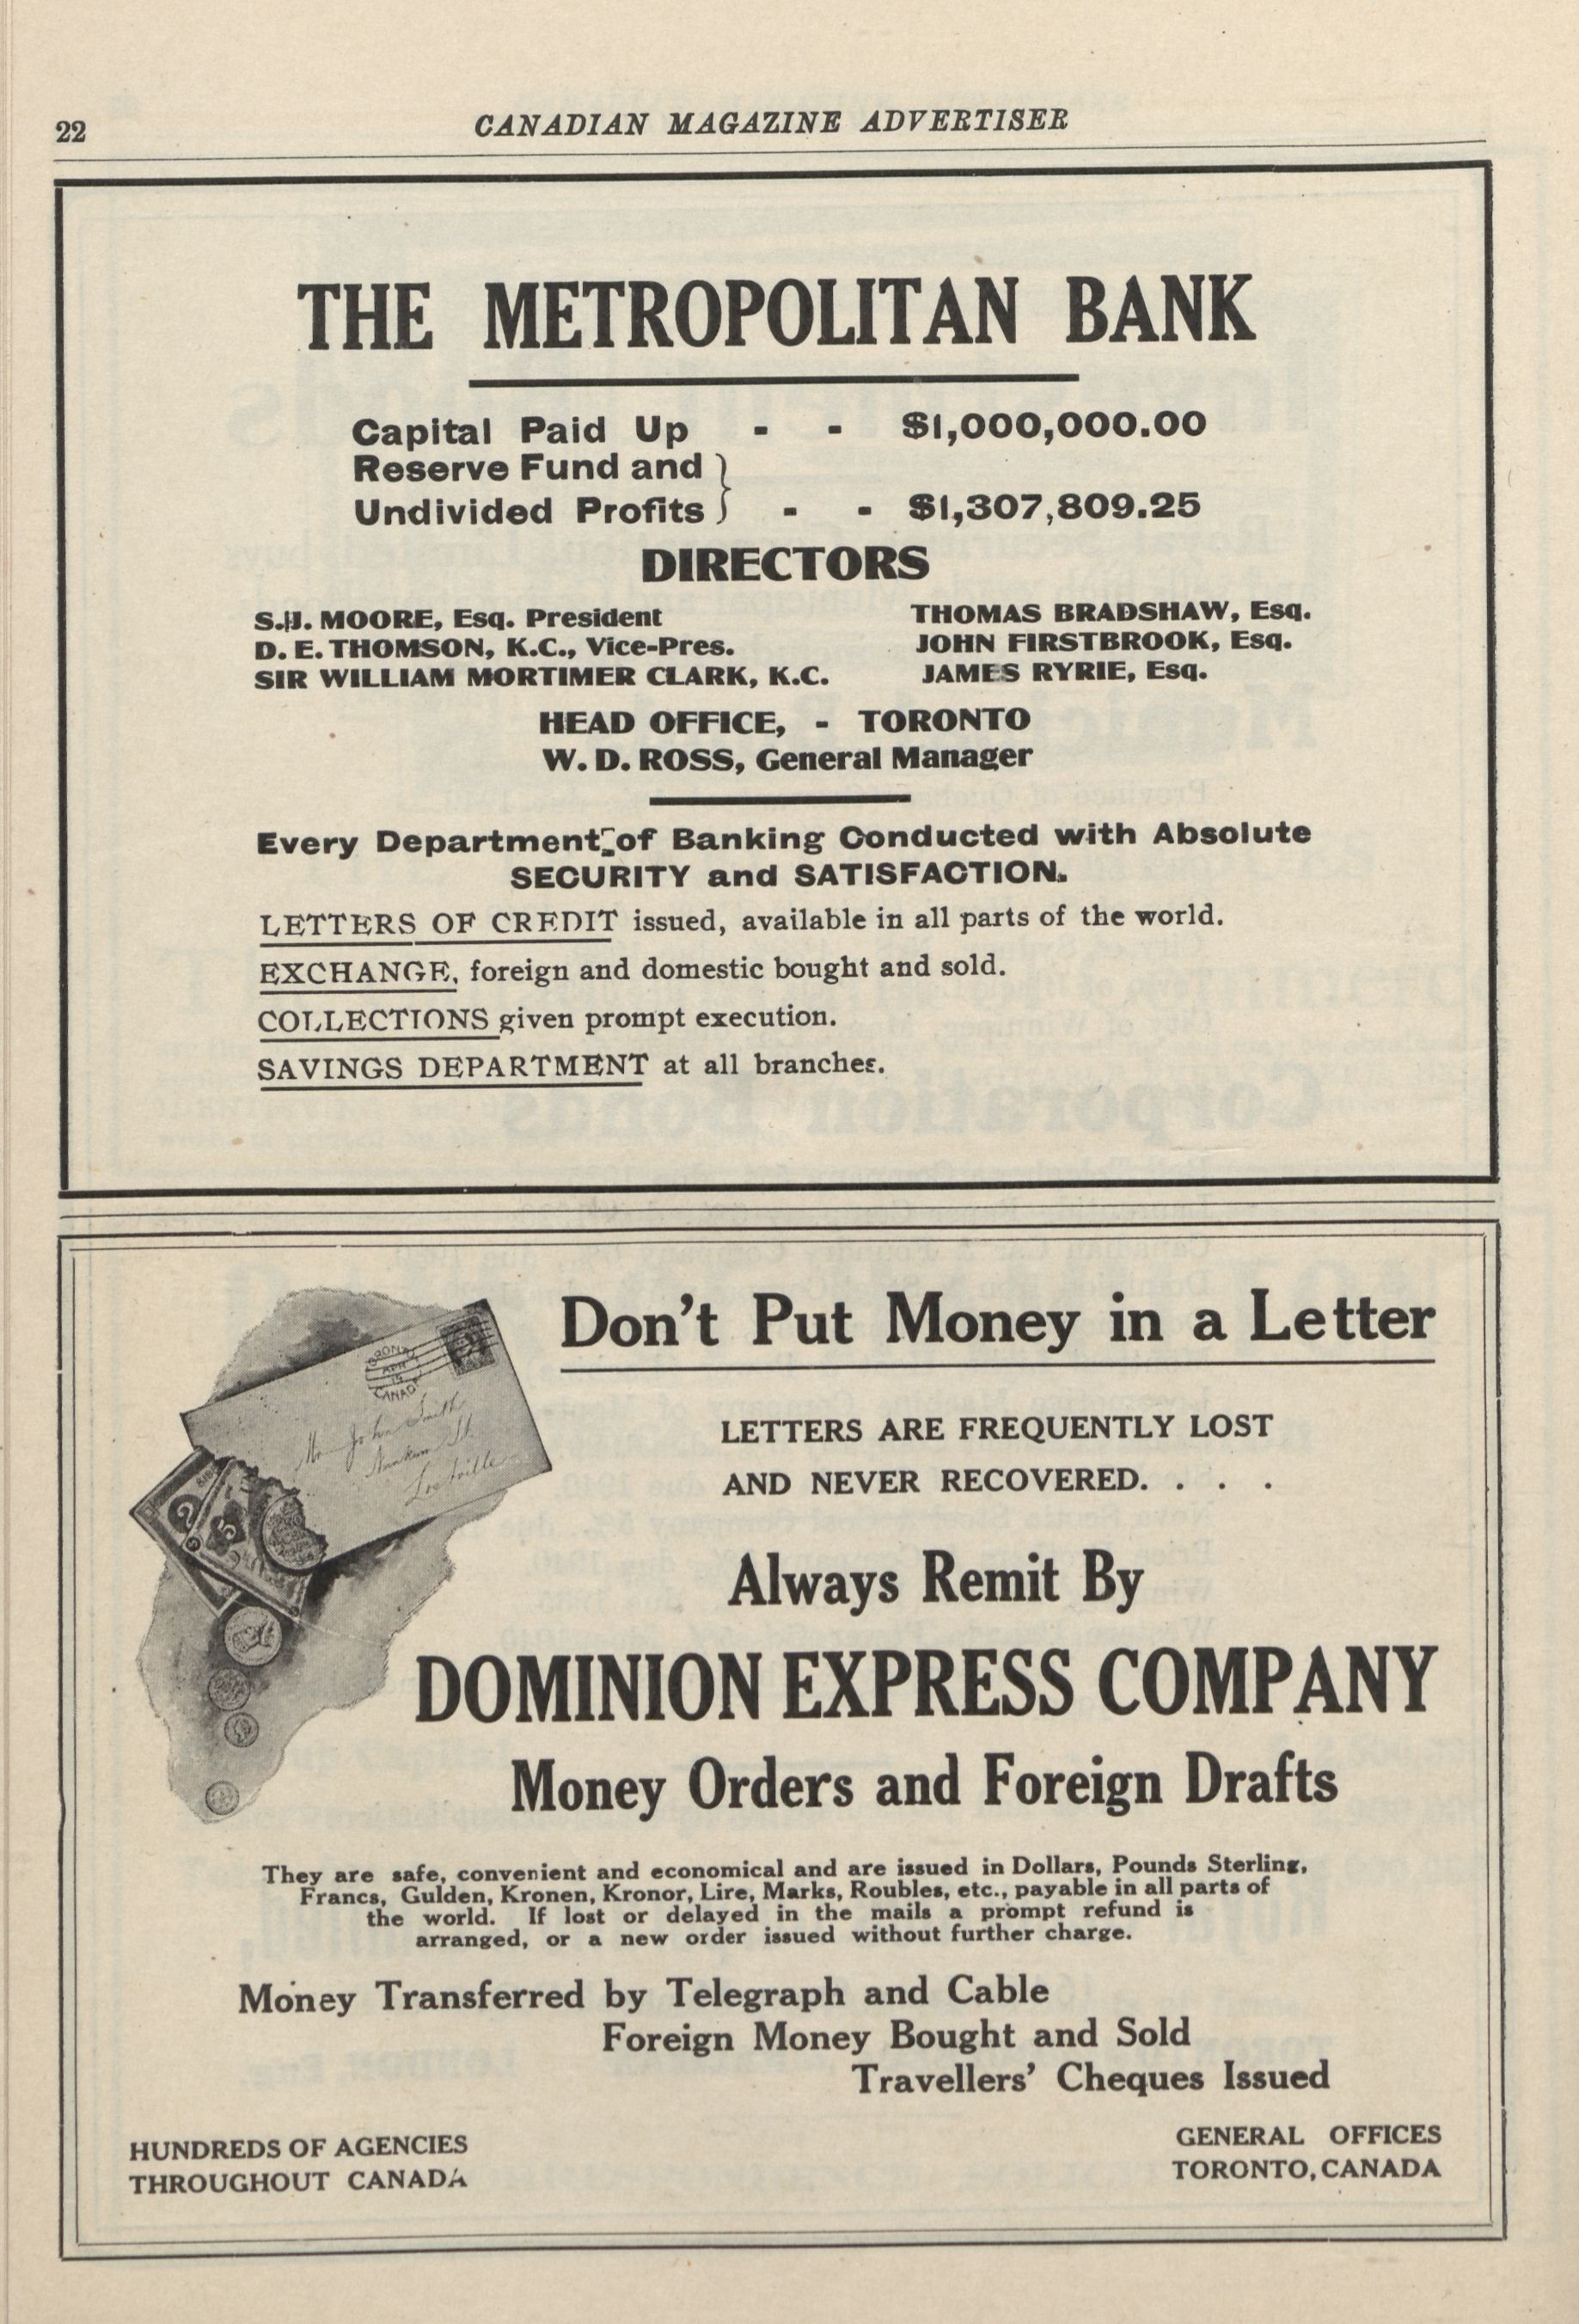 22
CANADIAN MAGAZINE ADVERTISER
THE METROPOLITAN BANK
Capital Paid Up - - $1,000,000.00
Reserve Fund and }
Undivided Profits } - - $1,307,809.25
DIRECTORS
S. J. MOORE, Esq. President
D. E. THOMSON, K.C., Vice-Pres.
SIR WILLIAM MORTIMER CLARK, K.C.
THOMAS BRADSHAW, Esq.
JOHN FIRSTBROOK, Esq.
JAMES RYRIE, Esq.
HEAD OFFICE, - TORONTO
W. D. ROSS, General Manager
Every Department of Banking Conducted with Absolute
SECURITY and SATISFACTION.
LETTERS OF CREDIT issued, available in all parts of the world.
EXCHANGE, foreign and domestic bought and sold.
COLLECTIONS given prompt execution.
SAVINGS DEPARTMENT at all branches.
Don't Put Money in a Letter
CANADA
Mr John Smith
2
5
LETTERS ARE FREQUENTLY LOST
AND NEVER RECOVERED. . . .
Always Remit By
DOMINION EXPRESS COMPANY
Money Orders and Foreign Drafts
They are safe, convenient and economical and are issued in Dollars, Pounds Sterling,
Francs, Gulden, Kronen, Kronor, Lire, Marks, Roubles, etc., payable in all parts of
the world. If lost or delayed in the mails a prompt refund is
arranged, or a new order issued without further charge.
Money Transferred by Telegraph and Cable
Foreign Money Bought and Sold
Travellers' Cheques Issued
HUNDREDS OF AGENCIES
THROUGHOUT CANADA
GENERAL OFFICES
TORONTO, CANADA